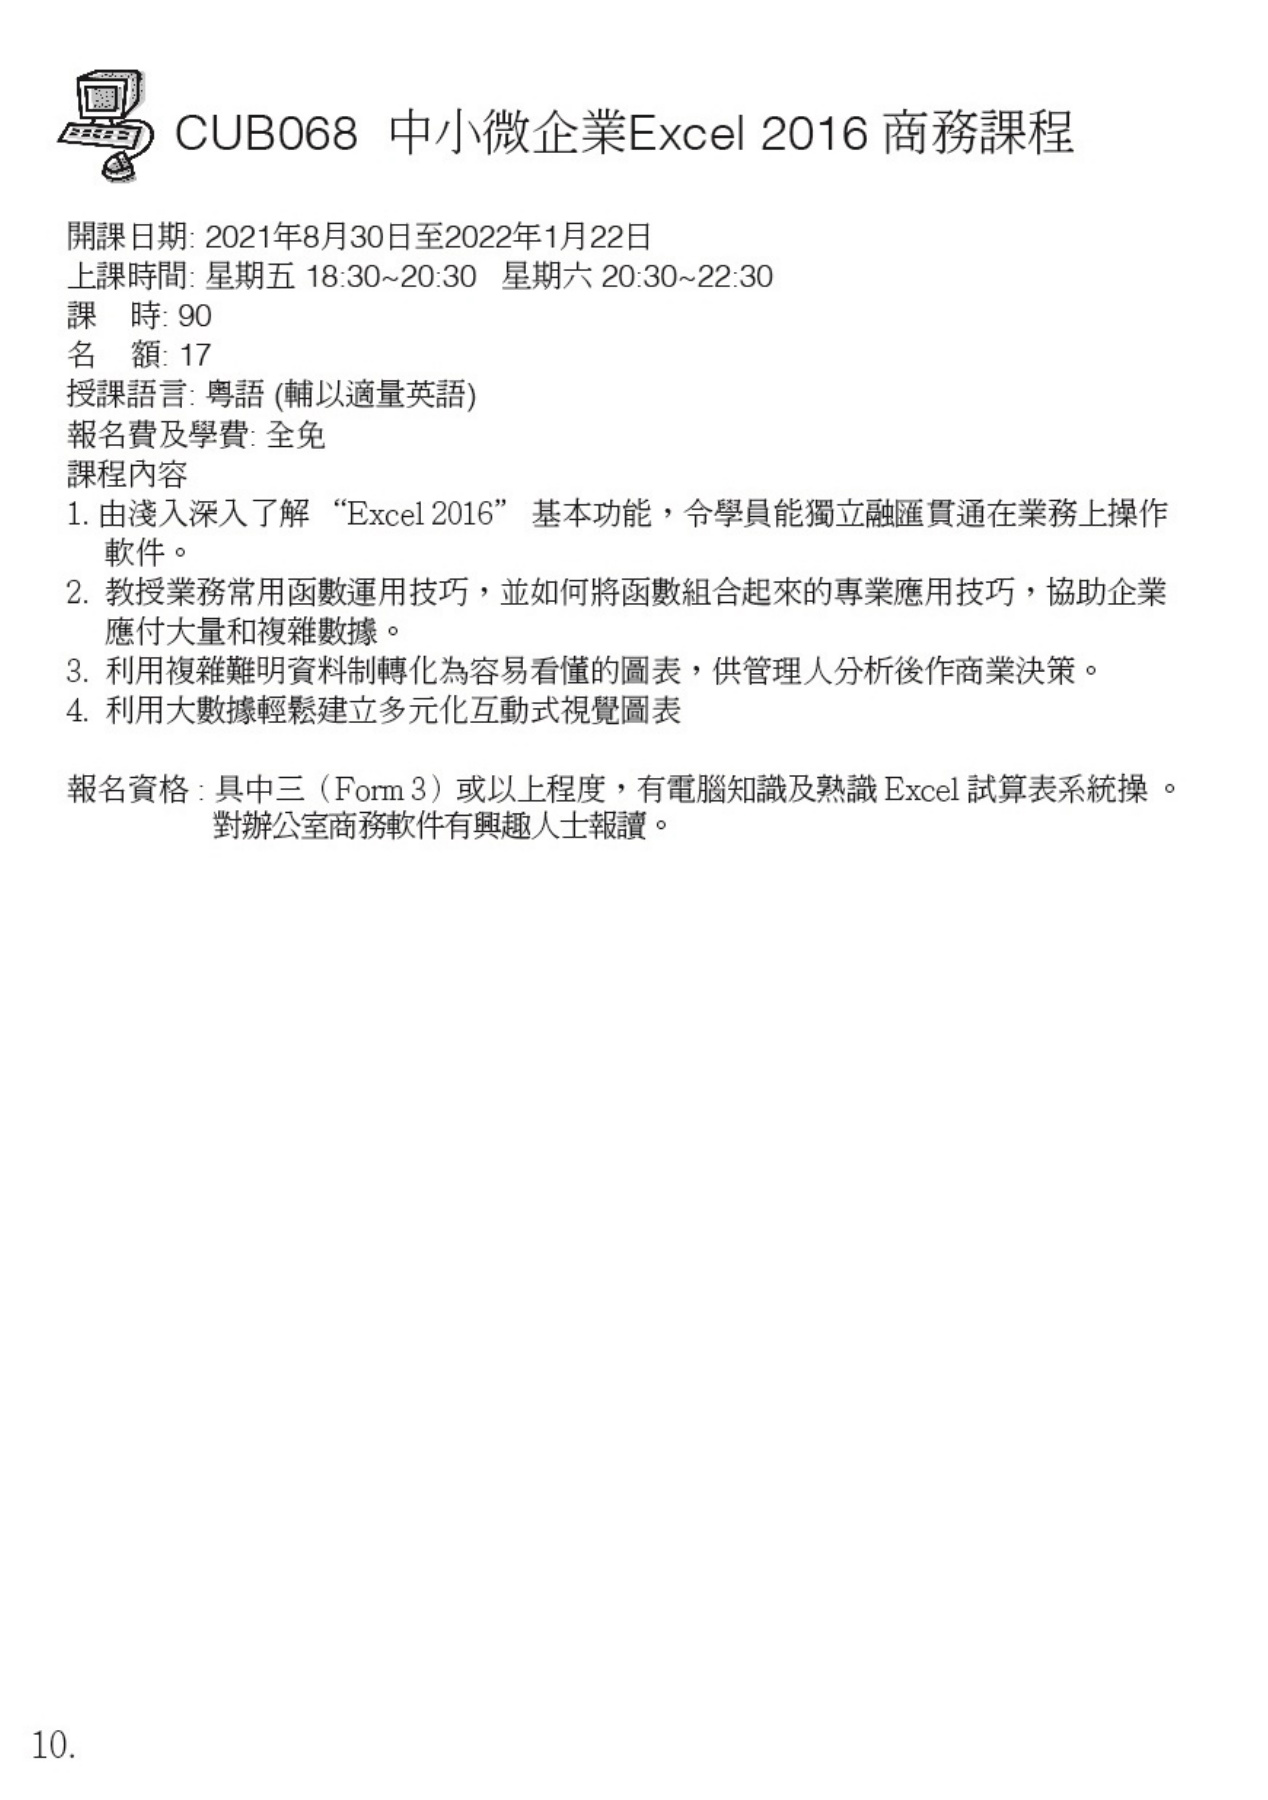 CUB068 中小微企業Excel 2016 商務課程
開課日期: 2021年8月30日至2022年1月22日
上課時間: 星期五 18:30~20:30 星期六 20:30~22:30
課 時: 90
名 額: 17
授課語言: 粵語 (輔以適量英語)
報名費及學費: 全免
課程內容
1. 由淺入深入了解 “Excel 2016” 基本功能，令學員能獨立融匯貫通在業務上操作
軟件。
2. 教授業務常用函數運用技巧，並如何將函數組合起來的專業應用技巧，協助企業
應付大量和複雜數據。
3. 利用複雜難明資料制轉化為容易看懂的圖表，供管理人分析後作商業決策。
4. 利用大數據輕鬆建立多元化互動式視覺圖表
報名資格 : 具中三（Form 3）或以上程度，有電腦知識及熟識 Excel 試算表系統操 。
對辦公室商務軟件有興趣人士報讀。
10.